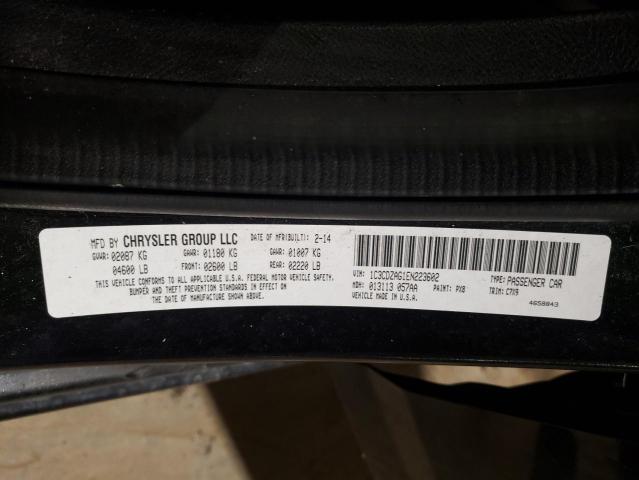 MFD BY CHRYSLER GROUP LLC DATE OF MFR(BUILT): 2-14
GVWR: 02087 KG GAWR: 01180 KG GAWR: 01007 KG
04600 LB FRONT: 02600 LB REAR: 02220 LB
THIS VEHICLE CONFORMS TO ALL APPLICABLE U.S.A. FEDERAL MOTOR VEHICLE SAFETY,
BUMPER AND THEFT PREVENTION STANDARDS IN EFFECT ON
THE DATE OF MANUFACTURE SHOWN ABOVE.
VIN: 1C3CDZAG1EN223602 TYPE: PASSENGER CAR
MDH: 013113 057AA PAINT: PX8 TRIM: C7X9
VEHICLE MADE IN U.S.A. 4658843